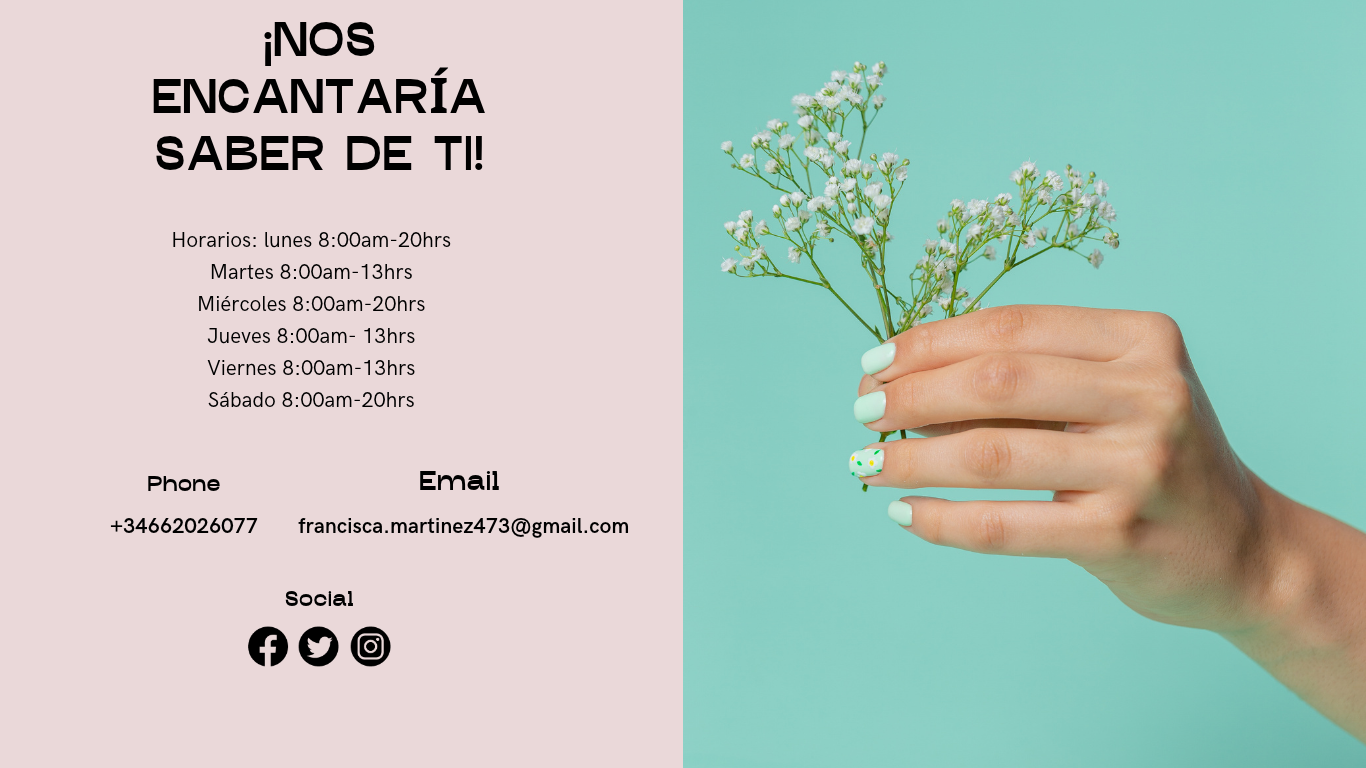 ¡NOS
ENCANTARÍA
SABER DE TI!
Horarios: lunes 8:00am-20hrs
Martes 8:00am-13hrs
Miércoles 8:00am-20hrs
Jueves 8:00am- 13hrs
Viernes 8:00am-13hrs
Sábado 8:00am-20hrs
Phone
Email
+34662026077
francisca.martinez473@gmail.com
Social